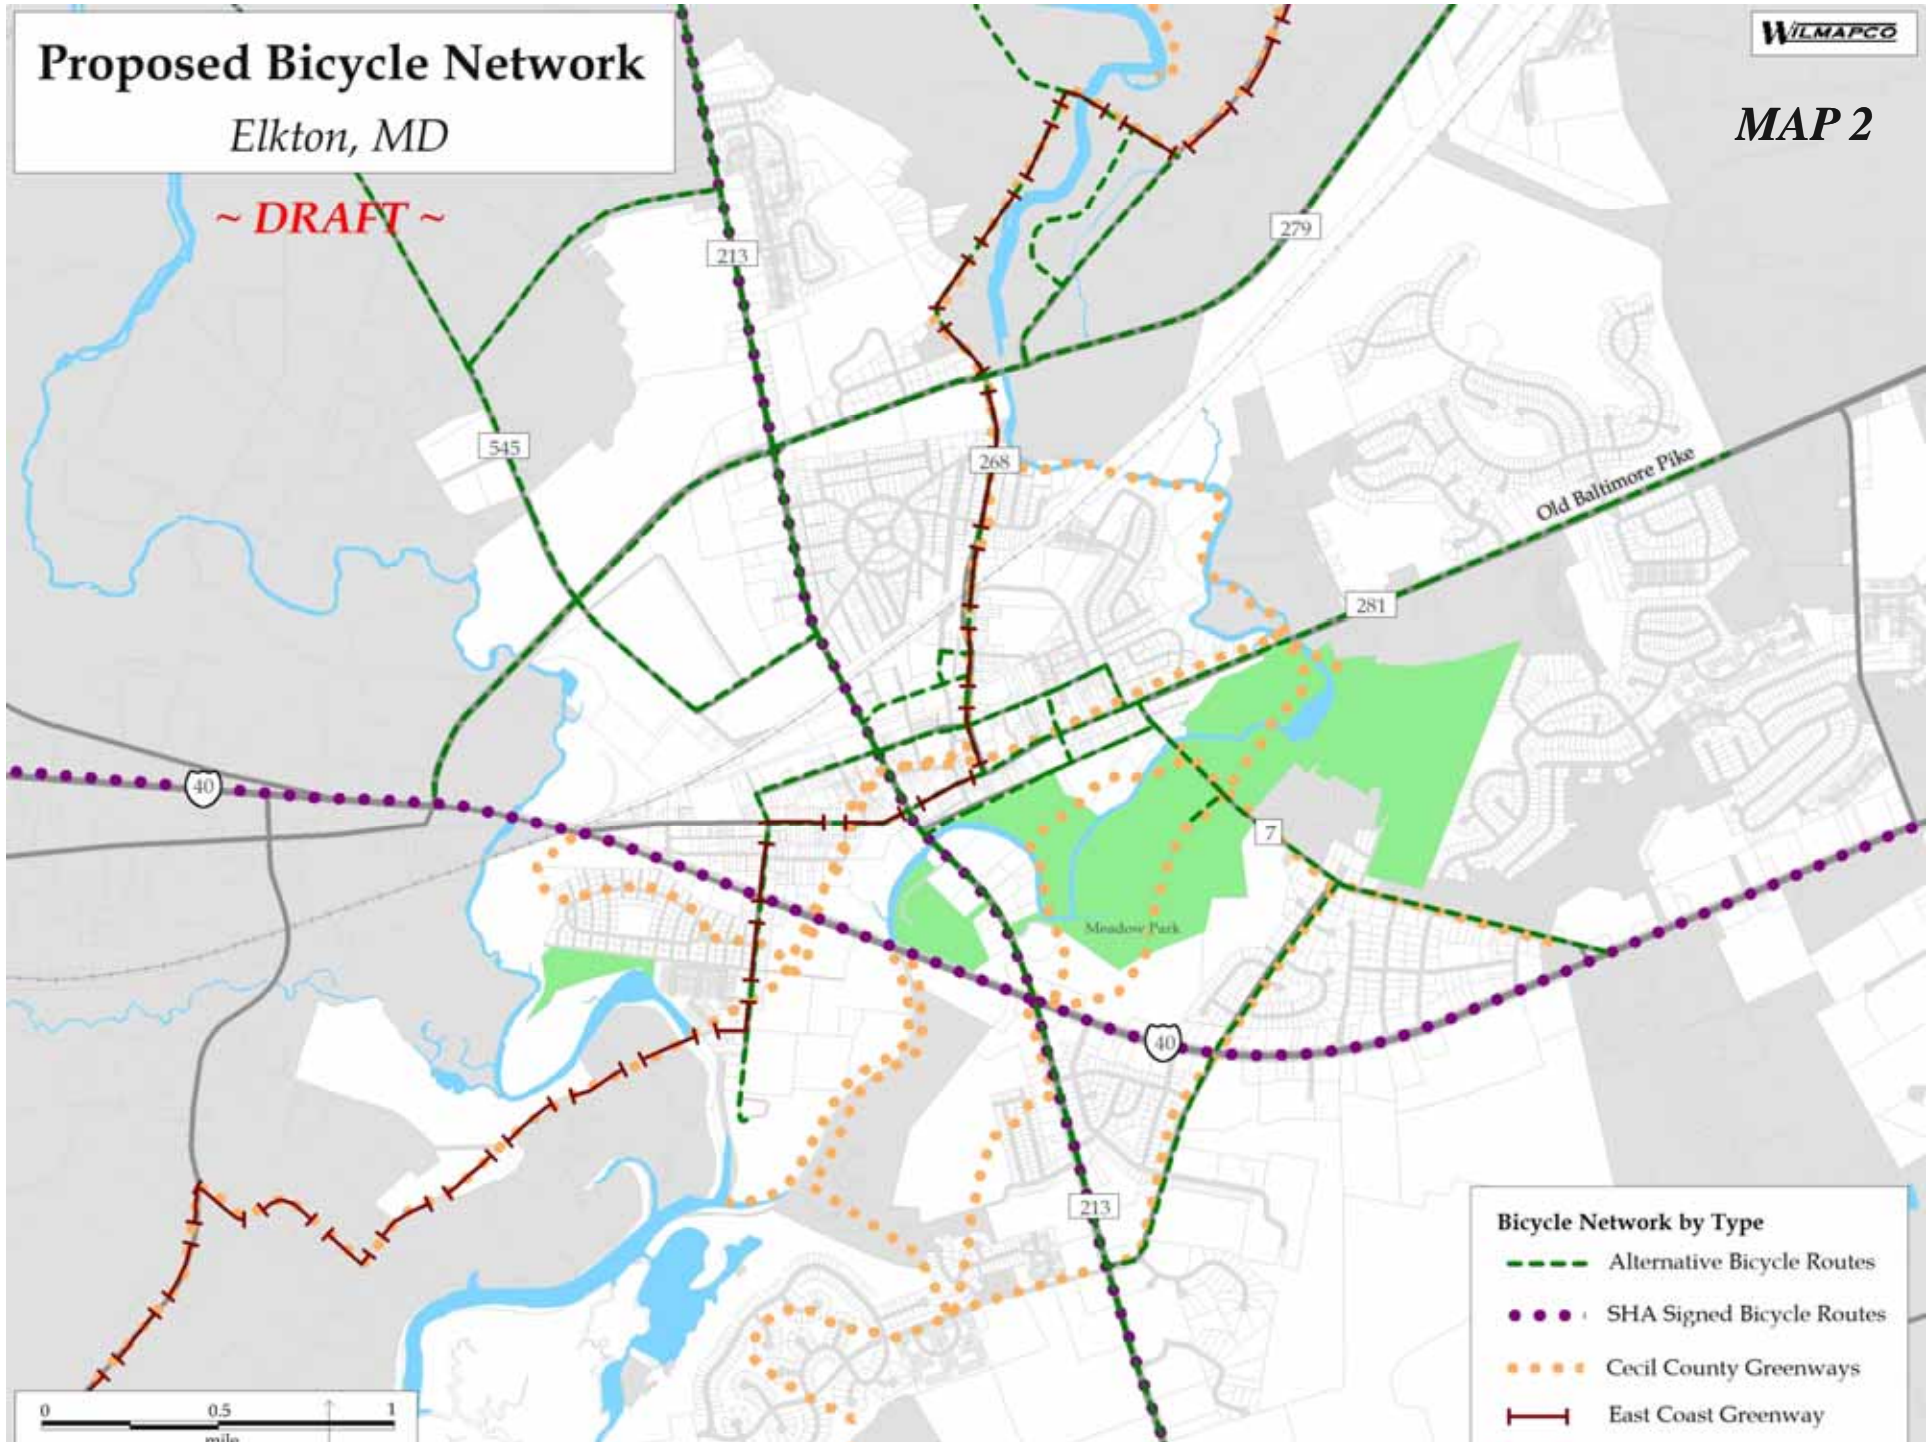 Proposed Bicycle Network
Elkton, MD
WILMAPCO
MAP 2
~ DRAFT ~
213
279
545
268
Old Baltimore Pike
281
40
7
Meadow Park
40
213
Bicycle Network by Type
Alternative Bicycle Routes
SHA Signed Bicycle Routes
Cecil County Greenways
East Coast Greenway
0 0.5 1
mile